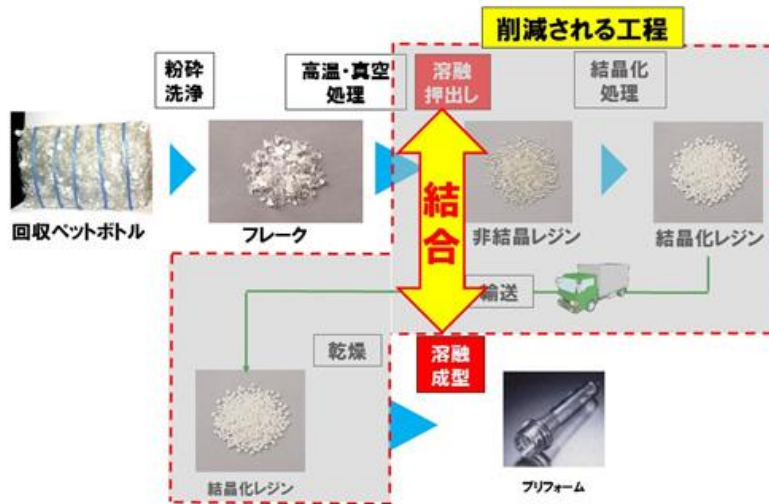 削減される工程
粉砕
洗浄
高温・真空
処理
溶融
押出し
結晶化
処理
回収ペットボトル
フレーク
結合
非結晶レジン
結晶化レジン
輸送
乾燥
溶融
成型
結晶化レジン
プリフォーム